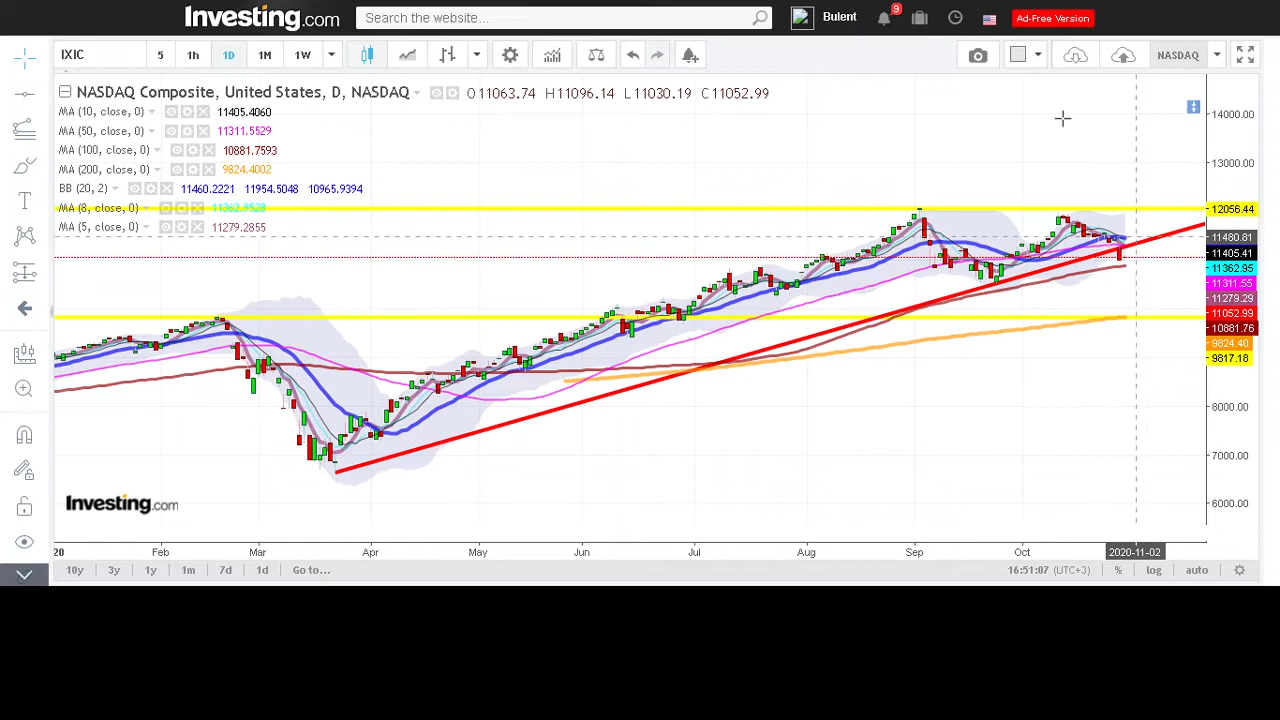 Investing.com
Search the website...
Bulent
9
Ad-Free Version
IXIC
5
1h
1D
1M
1W
NASDAQ
NASDAQ Composite, United States, D, NASDAQ
O11063.74 H11096.14 L11030.19 C11052.99
MA (10, close, 0) 11405.4060
MA (50, close, 0) 11311.5529
MA (100, close, 0) 10881.7593
MA (200, close, 0) 9824.4002
BB (20, 2) 11460.2221 11954.5048 10965.9394
MA (8, close, 0) 11362.9528
MA (5, close, 0) 11279.2855
14000.00
13000.00
12056.44
11480.81
11405.41
11362.95
11311.55
11279.29
11052.99
10881.76
9824.40
9817.18
8000.00
7000.00
6000.00
Investing.com
20
Feb
Mar
Apr
May
Jun
Jul
Aug
Sep
Oct
2020-11-02
10y
3y
1y
1m
7d
1d
Go to...
16:51:07 (UTC+3)
%
log
auto